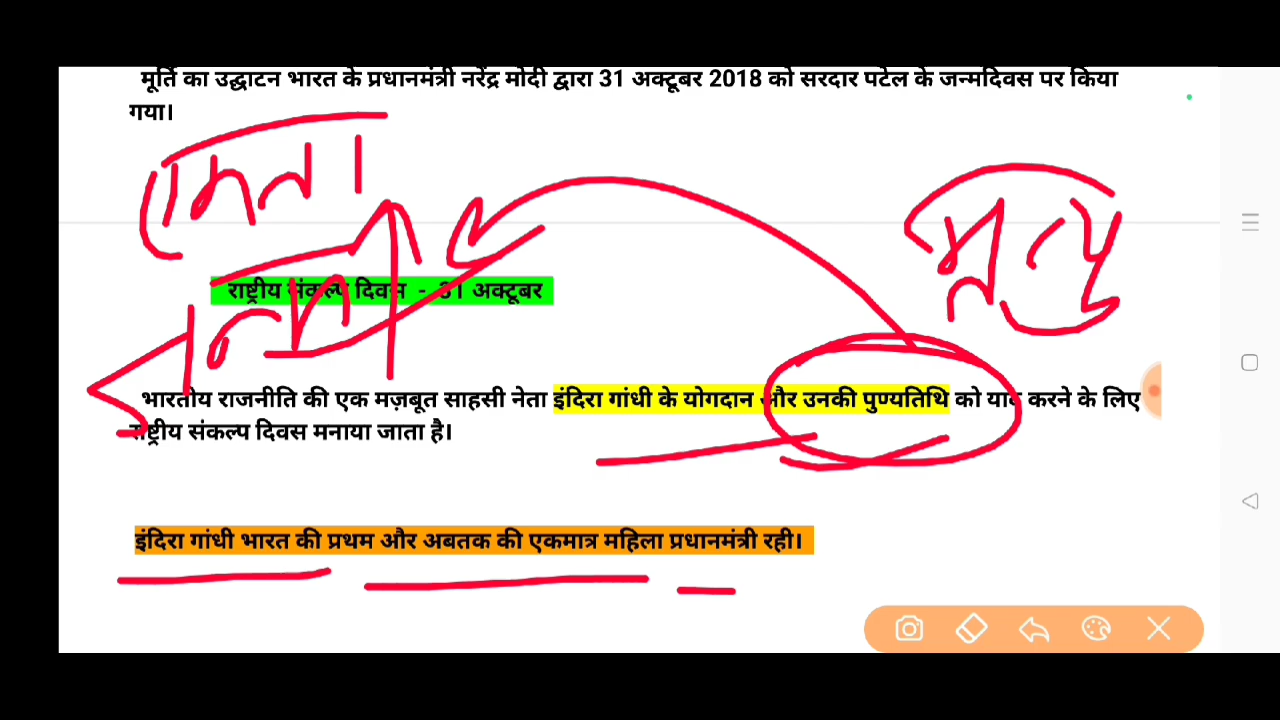 मूर्ति का उद्घाटन भारत के प्रधानमंत्री नरेंद्र मोदी द्वारा 31 अक्टूबर 2018 को सरदार पटेल के जन्मदिवस पर किया
गया।
मृत्यु
राष्ट्रीय संकल्प दिवस - 31 अक्टूबर
भारतीय राजनीति की एक मज़बूत साहसी नेता इंदिरा गांधी के योगदान और उनकी पुण्यतिथि को याद करने के लिए
राष्ट्रीय संकल्प दिवस मनाया जाता है।
इंदिरा गांधी भारत की प्रथम और अबतक की एकमात्र महिला प्रधानमंत्री रही।